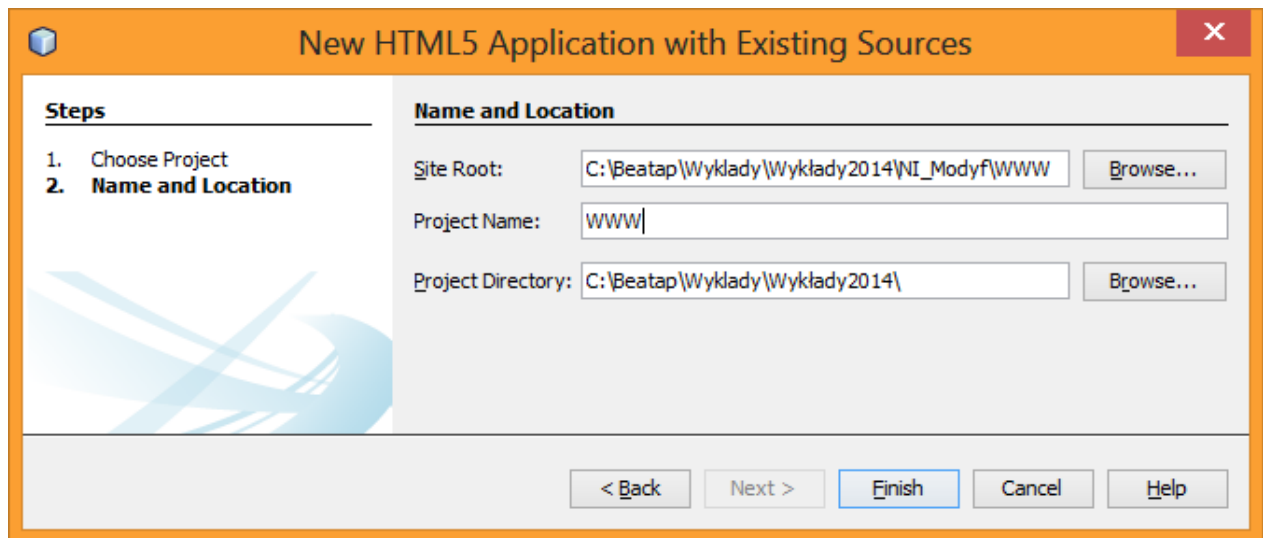 New HTML5 Application with Existing Sources
Steps
1. Choose Project
2. Name and Location
Name and Location
Site Root: C:\Beatap\Wyklady\Wykłady2014\NI_Modyf\WWW Browse...
Project Name: WWW
Project Directory: C:\Beatap\Wyklady\Wykłady2014\ Browse...
< Back Next > Finish Cancel Help